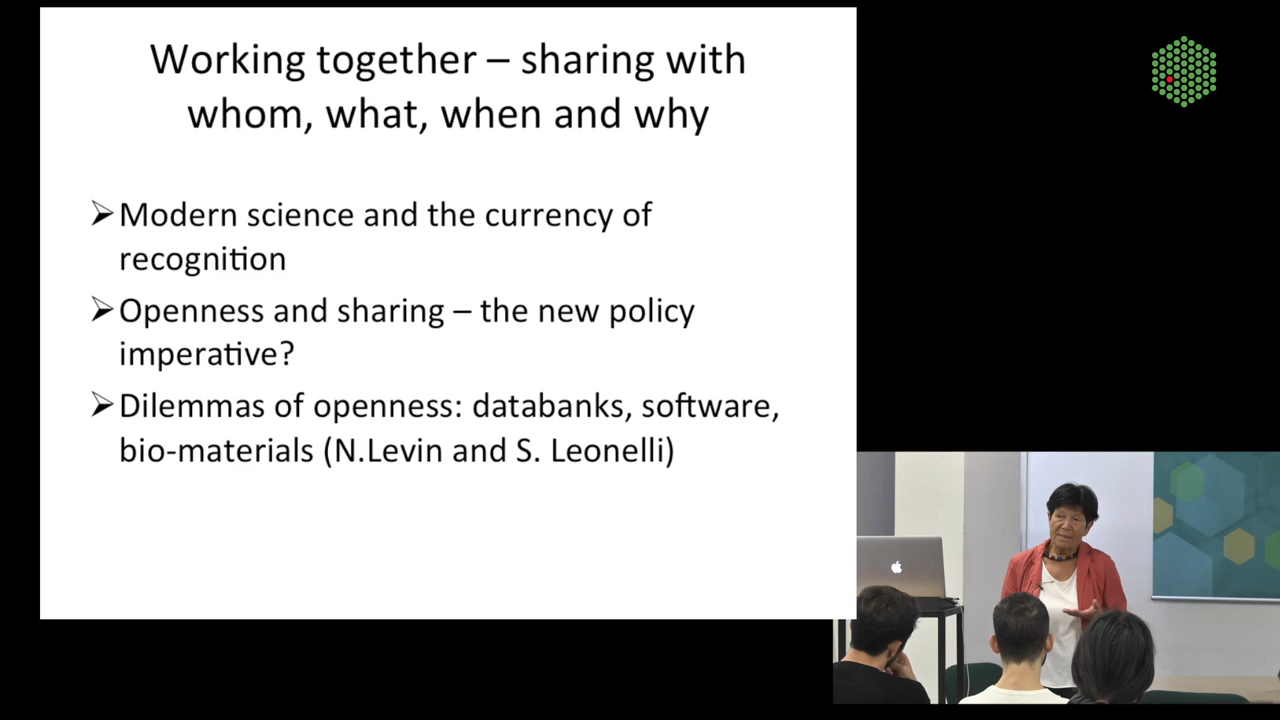 Working together – sharing with
whom, what, when and why
➢Modern science and the currency of
recognition
➢Openness and sharing – the new policy
imperative?
➢Dilemmas of openness: databanks, software,
bio-materials (N.Levin and S. Leonelli)